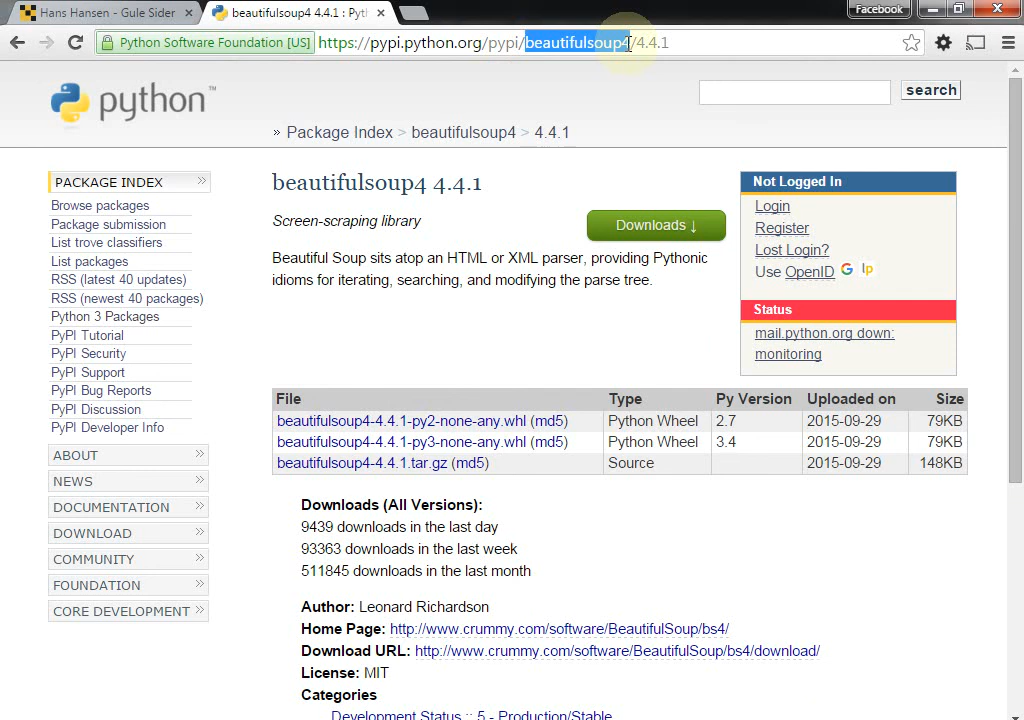 Hans Hansen - Gule Sider
beautifulsoup4 4.4.1 : Pyth
Facebook
Python Software Foundation [US] https://pypi.python.org/pypi/beautifulsoup4/4.4.1
python™
search
» Package Index > beautifulsoup4 > 4.4.1
PACKAGE INDEX »
Browse packages
Package submission
List trove classifiers
List packages
RSS (latest 40 updates)
RSS (newest 40 packages)
Python 3 Packages
PyPI Tutorial
PyPI Security
PyPI Support
PyPI Bug Reports
PyPI Discussion
PyPI Developer Info
ABOUT »
NEWS »
DOCUMENTATION »
DOWNLOAD »
COMMUNITY »
FOUNDATION »
CORE DEVELOPMENT »
beautifulsoup4 4.4.1
Screen-scraping library
Downloads ↓
Beautiful Soup sits atop an HTML or XML parser, providing Pythonic
idioms for iterating, searching, and modifying the parse tree.
Not Logged In
Login
Register
Lost Login?
Use OpenID G lp
Status
mail.python.org down:
monitoring
File Type Py Version Uploaded on Size
beautifulsoup4-4.4.1-py2-none-any.whl (md5) Python Wheel 2.7 2015-09-29 79KB
beautifulsoup4-4.4.1-py3-none-any.whl (md5) Python Wheel 3.4 2015-09-29 79KB
beautifulsoup4-4.4.1.tar.gz (md5) Source 2015-09-29 148KB
Downloads (All Versions):
9439 downloads in the last day
93363 downloads in the last week
511845 downloads in the last month
Author: Leonard Richardson
Home Page: http://www.crummy.com/software/BeautifulSoup/bs4/
Download URL: http://www.crummy.com/software/BeautifulSoup/bs4/download/
License: MIT
Categories
Development Status :: 5 - Production/Stable